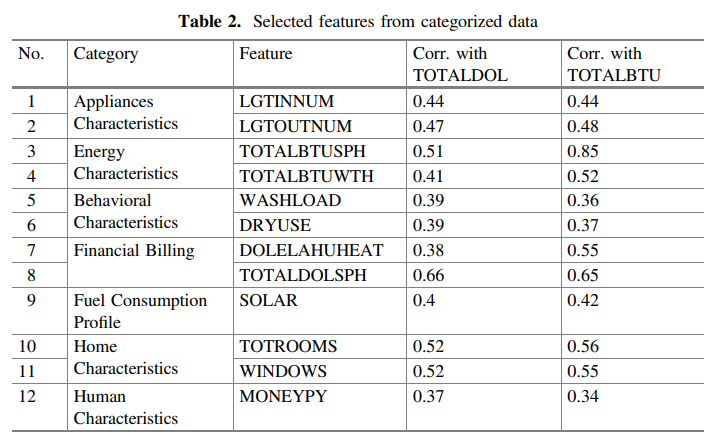 Table 2. Selected features from categorized data
No. Category Feature Corr. with TOTALDOL Corr. with TOTALBTU
1 Appliances Characteristics LGTINNUM 0.44 0.44
2 LGTOUTNUM 0.47 0.48
3 Energy Characteristics TOTALBTUSPH 0.51 0.85
4 TOTALBTUWTH 0.41 0.52
5 Behavioral Characteristics WASHLOAD 0.39 0.36
6 DRYUSE 0.39 0.37
7 Financial Billing DOLELAHUHEAT 0.38 0.55
8 TOTALDOLSPH 0.66 0.65
9 Fuel Consumption Profile SOLAR 0.4 0.42
10 Home Characteristics TOTROOMS 0.52 0.56
11 WINDOWS 0.52 0.55
12 Human Characteristics MONEYPY 0.37 0.34